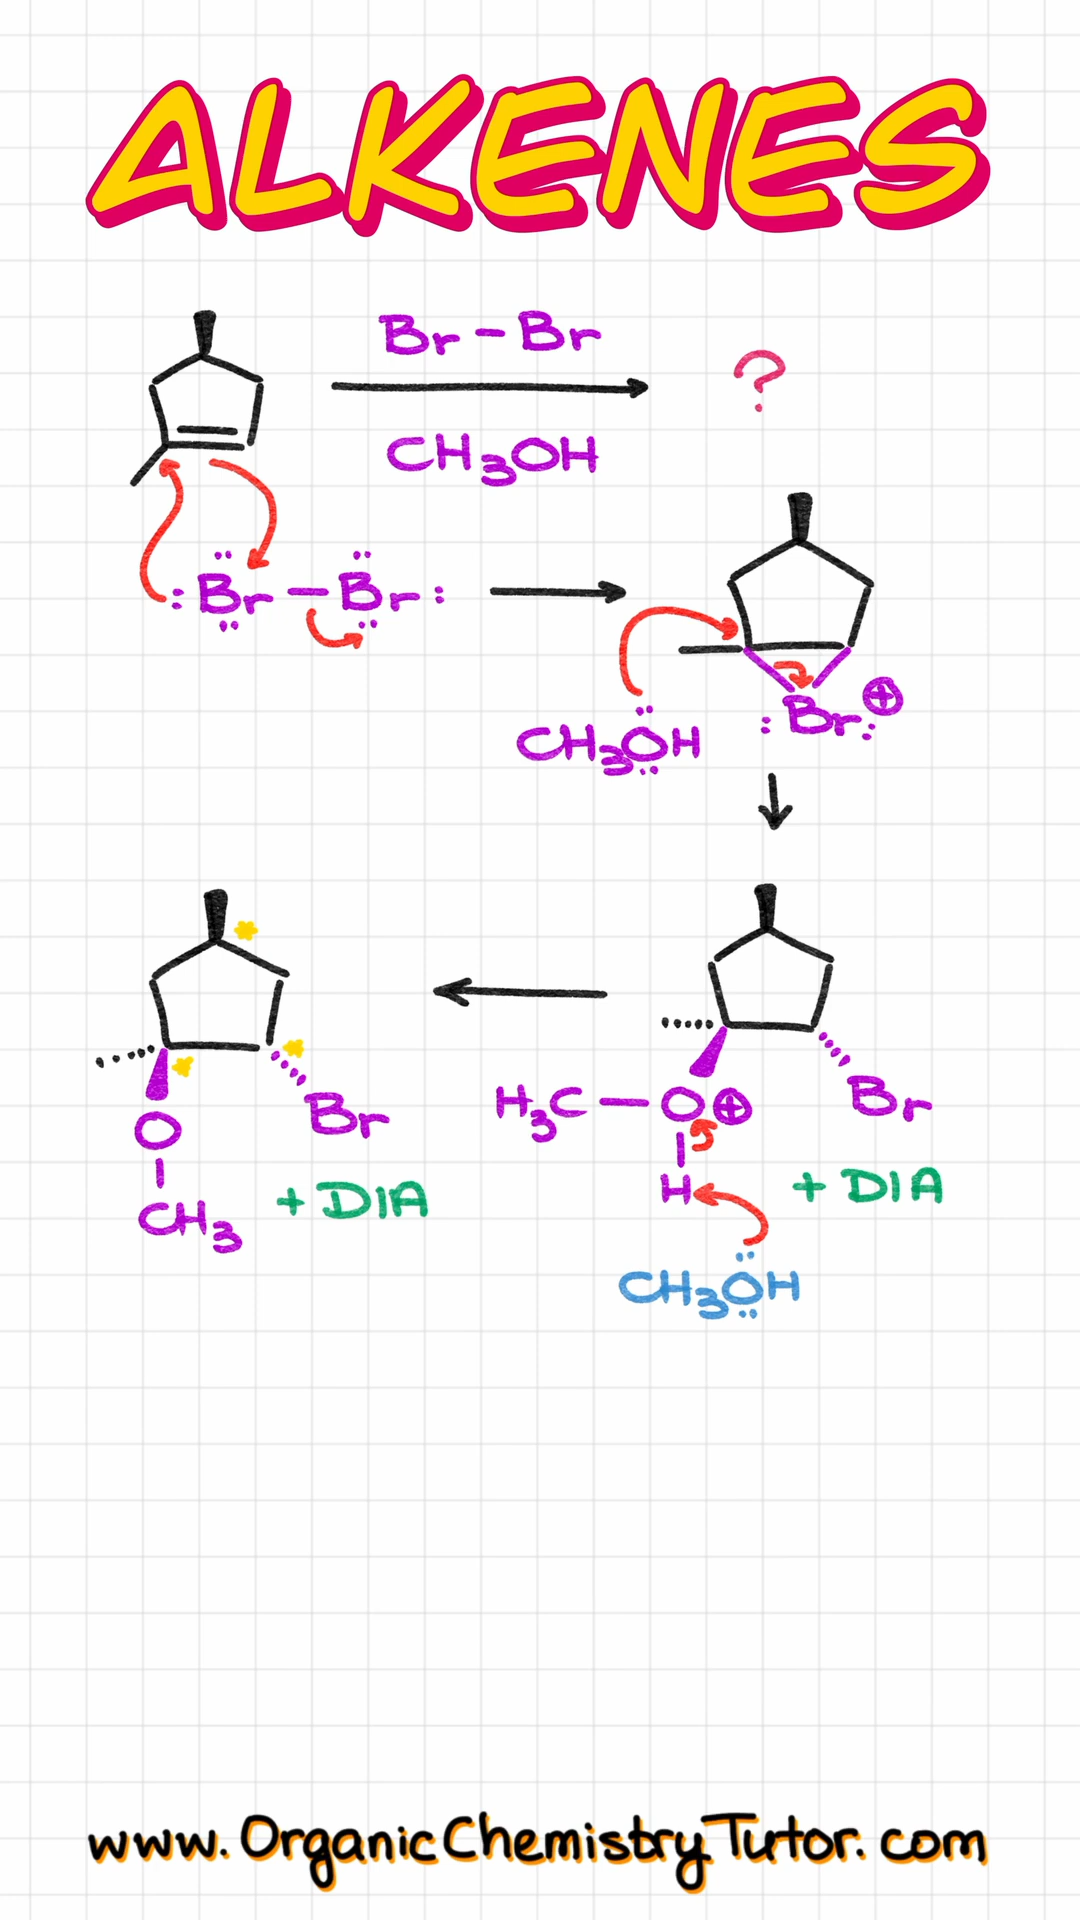 ALKENES
Br-Br
?
CH3OH
:Br-Br:
CH3OH
:Br: ⊕
H3C-O⊕
Br
H
+ DIA
CH3OH
O
Br
CH3
+ DIA
www.OrganicChemistryTutor.com